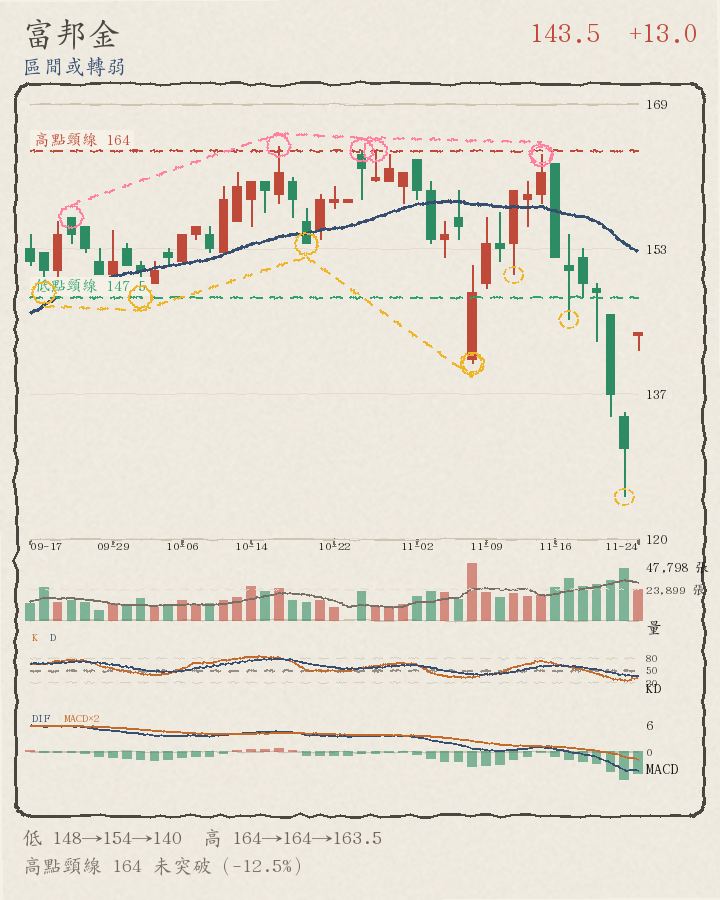 富邦金 143.5 +13.0
區間或轉弱
169
高點頸線 164
153
低點頸線 147.5
137
120
09-17 09-29 10-06 10-14 10-22 11-02 11-09 11-16 11-24
47,798 張
23,899 張
量
K D
80
50
20
KD
DIF MACD×2
6
0
MACD
低 148→154→140 高 164→164→163.5
高點頸線 164 未突破 (-12.5%)